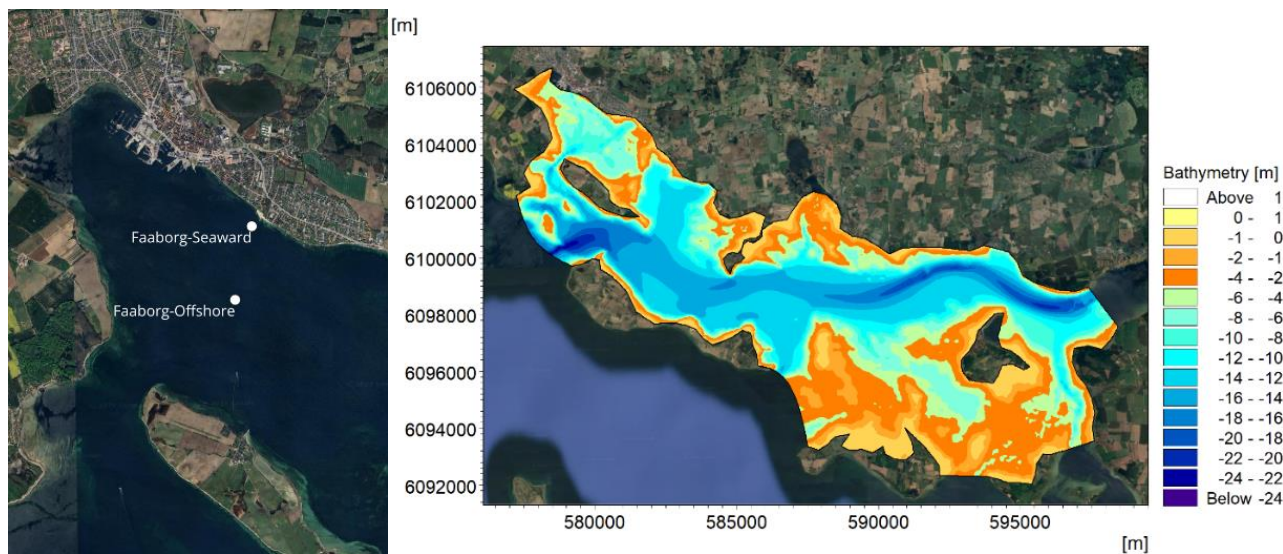 Faaborg-Seaward
Faaborg-Offshore
[m]
6106000
6104000
6102000
6100000
6098000
6096000
6094000
6092000
580000
585000
590000
595000
[m]
Bathymetry [m]
Above 1
0 - 1
-1 - 0
-2 - -1
-4 - -2
-6 - -4
-8 - -6
-10 - -8
-12 - -10
-14 - -12
-16 - -14
-18 - -16
-20 - -18
-22 - -20
-24 - -22
Below -24